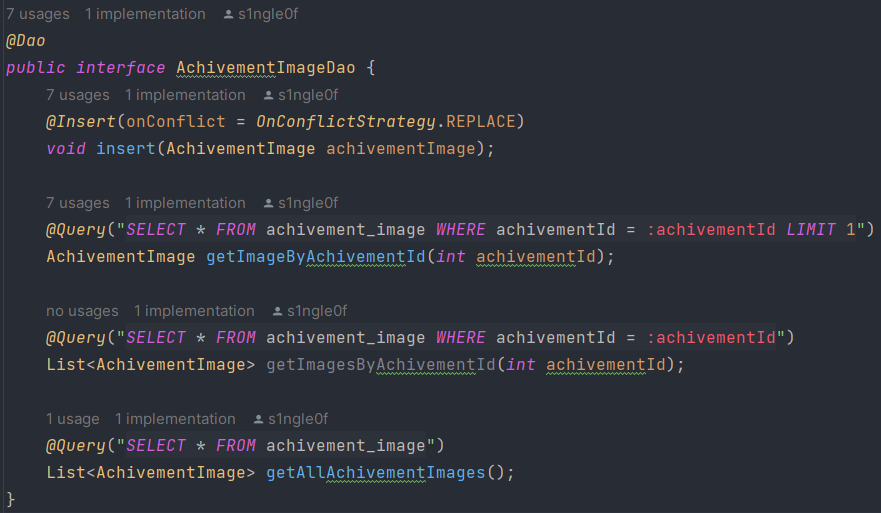 7 usages 1 implementation s1ngle0f
@Dao
public interface AchivementImageDao {
7 usages 1 implementation s1ngle0f
@Insert(onConflict = OnConflictStrategy.REPLACE)
void insert(AchivementImage achivementImage);
7 usages 1 implementation s1ngle0f
@Query("SELECT * FROM achivement_image WHERE achivementId = :achivementId LIMIT 1")
AchivementImage getImageByAchivementId(int achivementId);
no usages 1 implementation s1ngle0f
@Query("SELECT * FROM achivement_image WHERE achivementId = :achivementId")
List<AchivementImage> getImagesByAchivementId(int achivementId);
1 usage 1 implementation s1ngle0f
@Query("SELECT * FROM achivement_image")
List<AchivementImage> getAllAchivementImages();
}